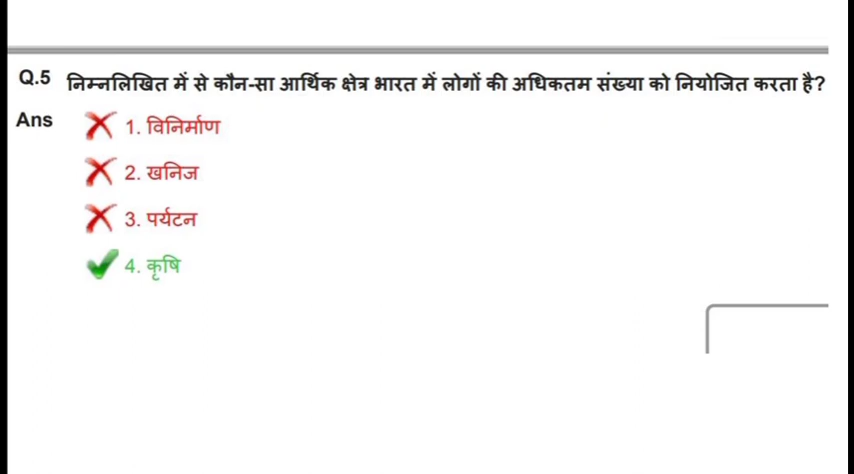 Q.5 निम्नलिखित में से कौन-सा आर्थिक क्षेत्र भारत में लोगों की अधिकतम संख्या को नियोजित करता है?
Ans 1. विनिर्माण
2. खनिज
3. पर्यटन
4. कृषि